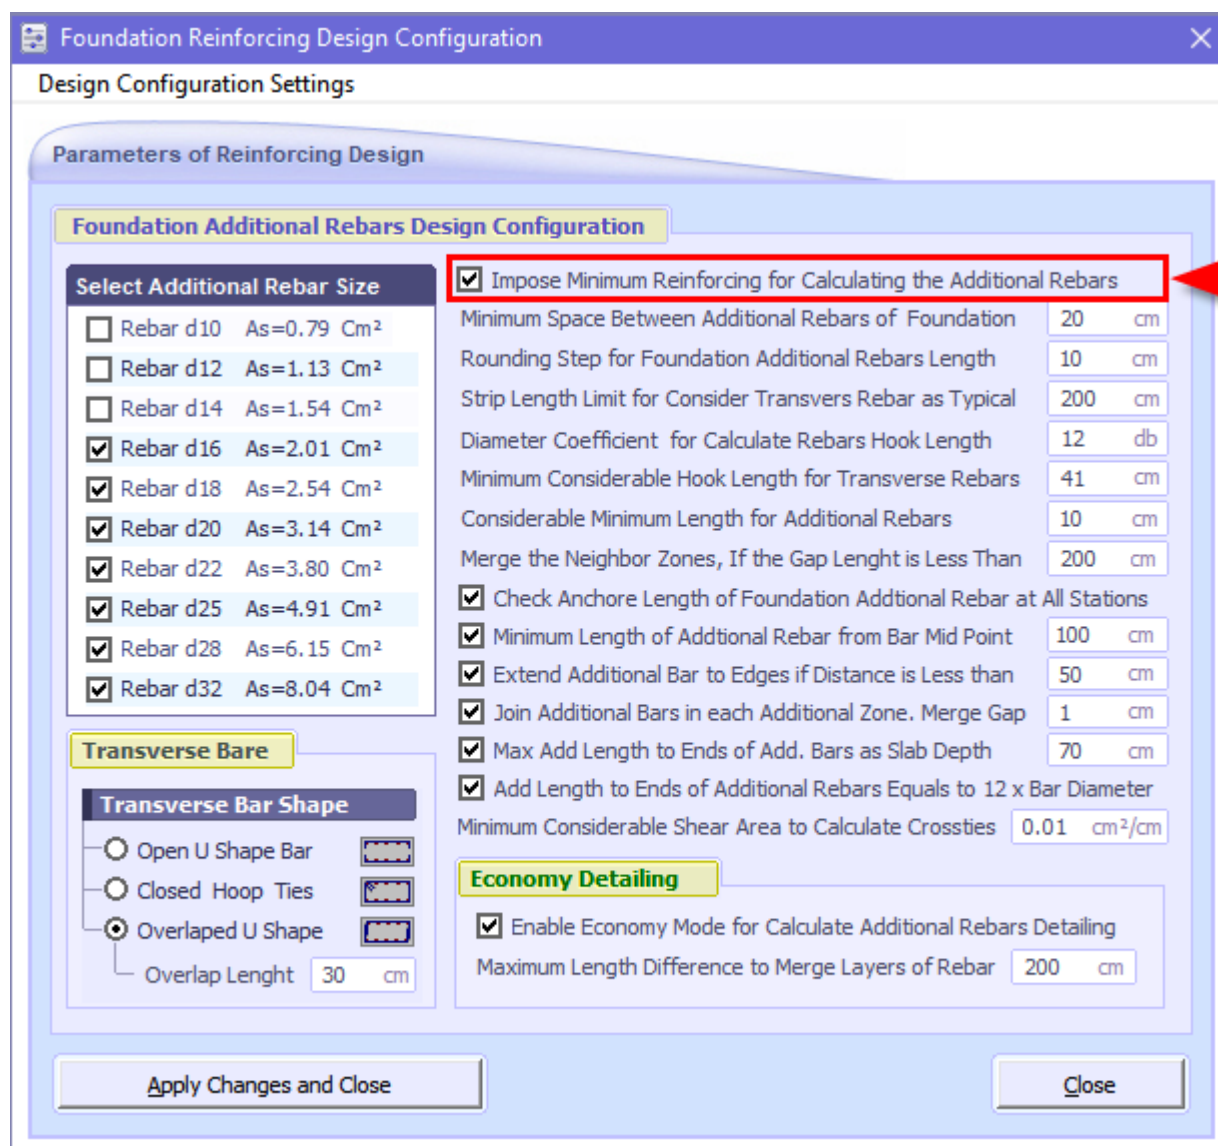 Foundation Reinforcing Design Configuration
Design Configuration Settings
Parameters of Reinforcing Design
Foundation Additional Rebars Design Configuration
Select Additional Rebar Size
Rebar d10 As=0.79 Cm²
Rebar d12 As=1.13 Cm²
Rebar d14 As=1.54 Cm²
Rebar d16 As=2.01 Cm²
Rebar d18 As=2.54 Cm²
Rebar d20 As=3.14 Cm²
Rebar d22 As=3.80 Cm²
Rebar d25 As=4.91 Cm²
Rebar d28 As=6.15 Cm²
Rebar d32 As=8.04 Cm²
Transverse Bare
Transverse Bar Shape
Open U Shape Bar
Closed Hoop Ties
Overlaped U Shape
Overlap Lenght 30 cm
Impose Minimum Reinforcing for Calculating the Additional Rebars
Minimum Space Between Additional Rebars of Foundation 20 cm
Rounding Step for Foundation Additional Rebars Length 10 cm
Strip Length Limit for Consider Transvers Rebar as Typical 200 cm
Diameter Coefficient for Calculate Rebars Hook Length 12 db
Minimum Considerable Hook Length for Transverse Rebars 41 cm
Considerable Minimum Length for Additional Rebars 10 cm
Merge the Neighbor Zones, If the Gap Lenght is Less Than 200 cm
Check Anchore Length of Foundation Addtional Rebar at All Stations
Minimum Length of Addtional Rebar from Bar Mid Point 100 cm
Extend Additional Bar to Edges if Distance is Less than 50 cm
Join Additional Bars in each Additional Zone. Merge Gap 1 cm
Max Add Length to Ends of Add. Bars as Slab Depth 70 cm
Add Length to Ends of Additional Rebars Equals to 12 x Bar Diameter
Minimum Considerable Shear Area to Calculate Crossties 0.01 cm²/cm
Economy Detailing
Enable Economy Mode for Calculate Additional Rebars Detailing
Maximum Length Difference to Merge Layers of Rebar 200 cm
Apply Changes and Close
Close